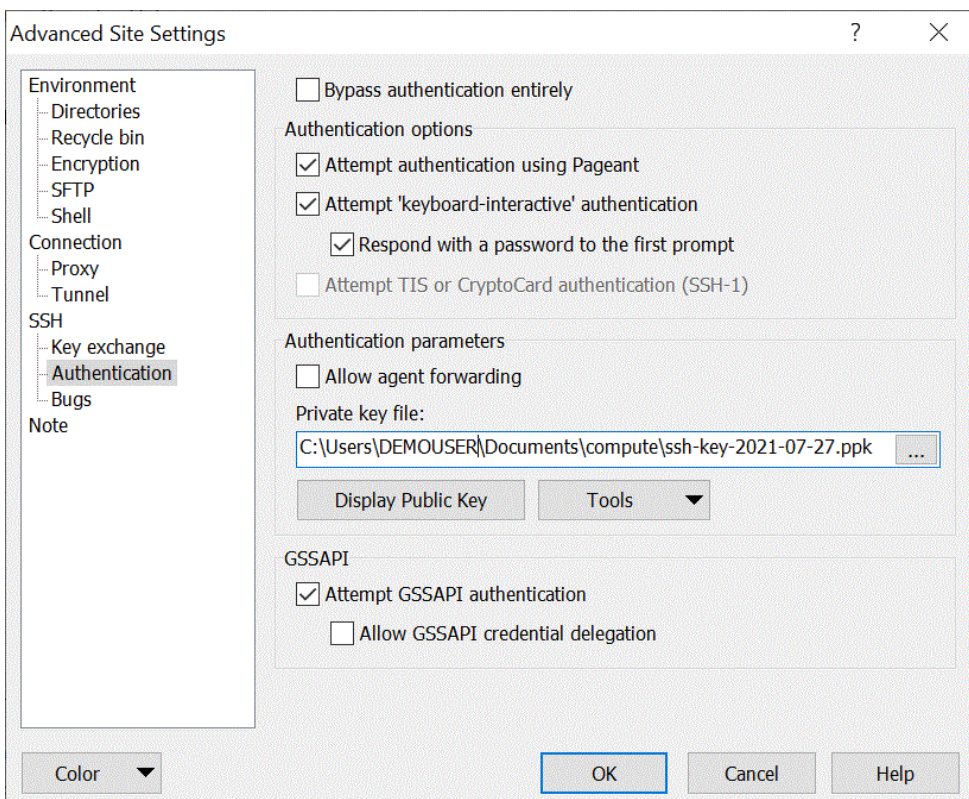 Advanced Site Settings ? ×
Environment
Directories
Recycle bin
Encryption
SFTP
Shell
Connection
Proxy
Tunnel
SSH
Key exchange
Authentication
Bugs
Note
Bypass authentication entirely
Authentication options
Attempt authentication using Pageant
Attempt 'keyboard-interactive' authentication
Respond with a password to the first prompt
Attempt TIS or CryptoCard authentication (SSH-1)
Authentication parameters
Allow agent forwarding
Private key file:
C:\Users\DEMOUSER\Documents\compute\ssh-key-2021-07-27.ppk ...
Display Public Key Tools
GSSAPI
Attempt GSSAPI authentication
Allow GSSAPI credential delegation
Color OK Cancel Help